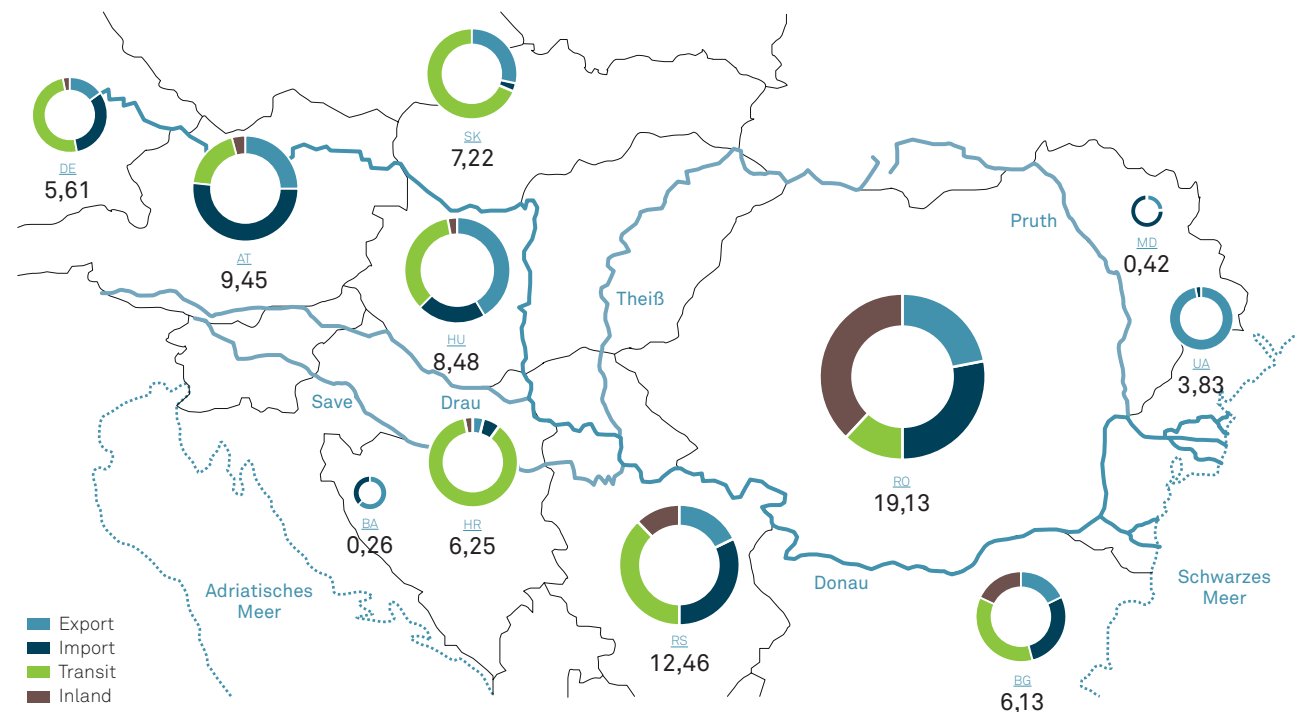 SK
7,22
DE
5,61
AT
9,45
Pruth
MD
0,42
Theiß
HU
8,48
UA
3,83
Save
Drau
RO
19,13
BA
0,26
HR
6,25
Donau
Adriatisches
Meer
Schwarzes
Meer
RS
12,46
BG
6,13
Export
Import
Transit
Inland